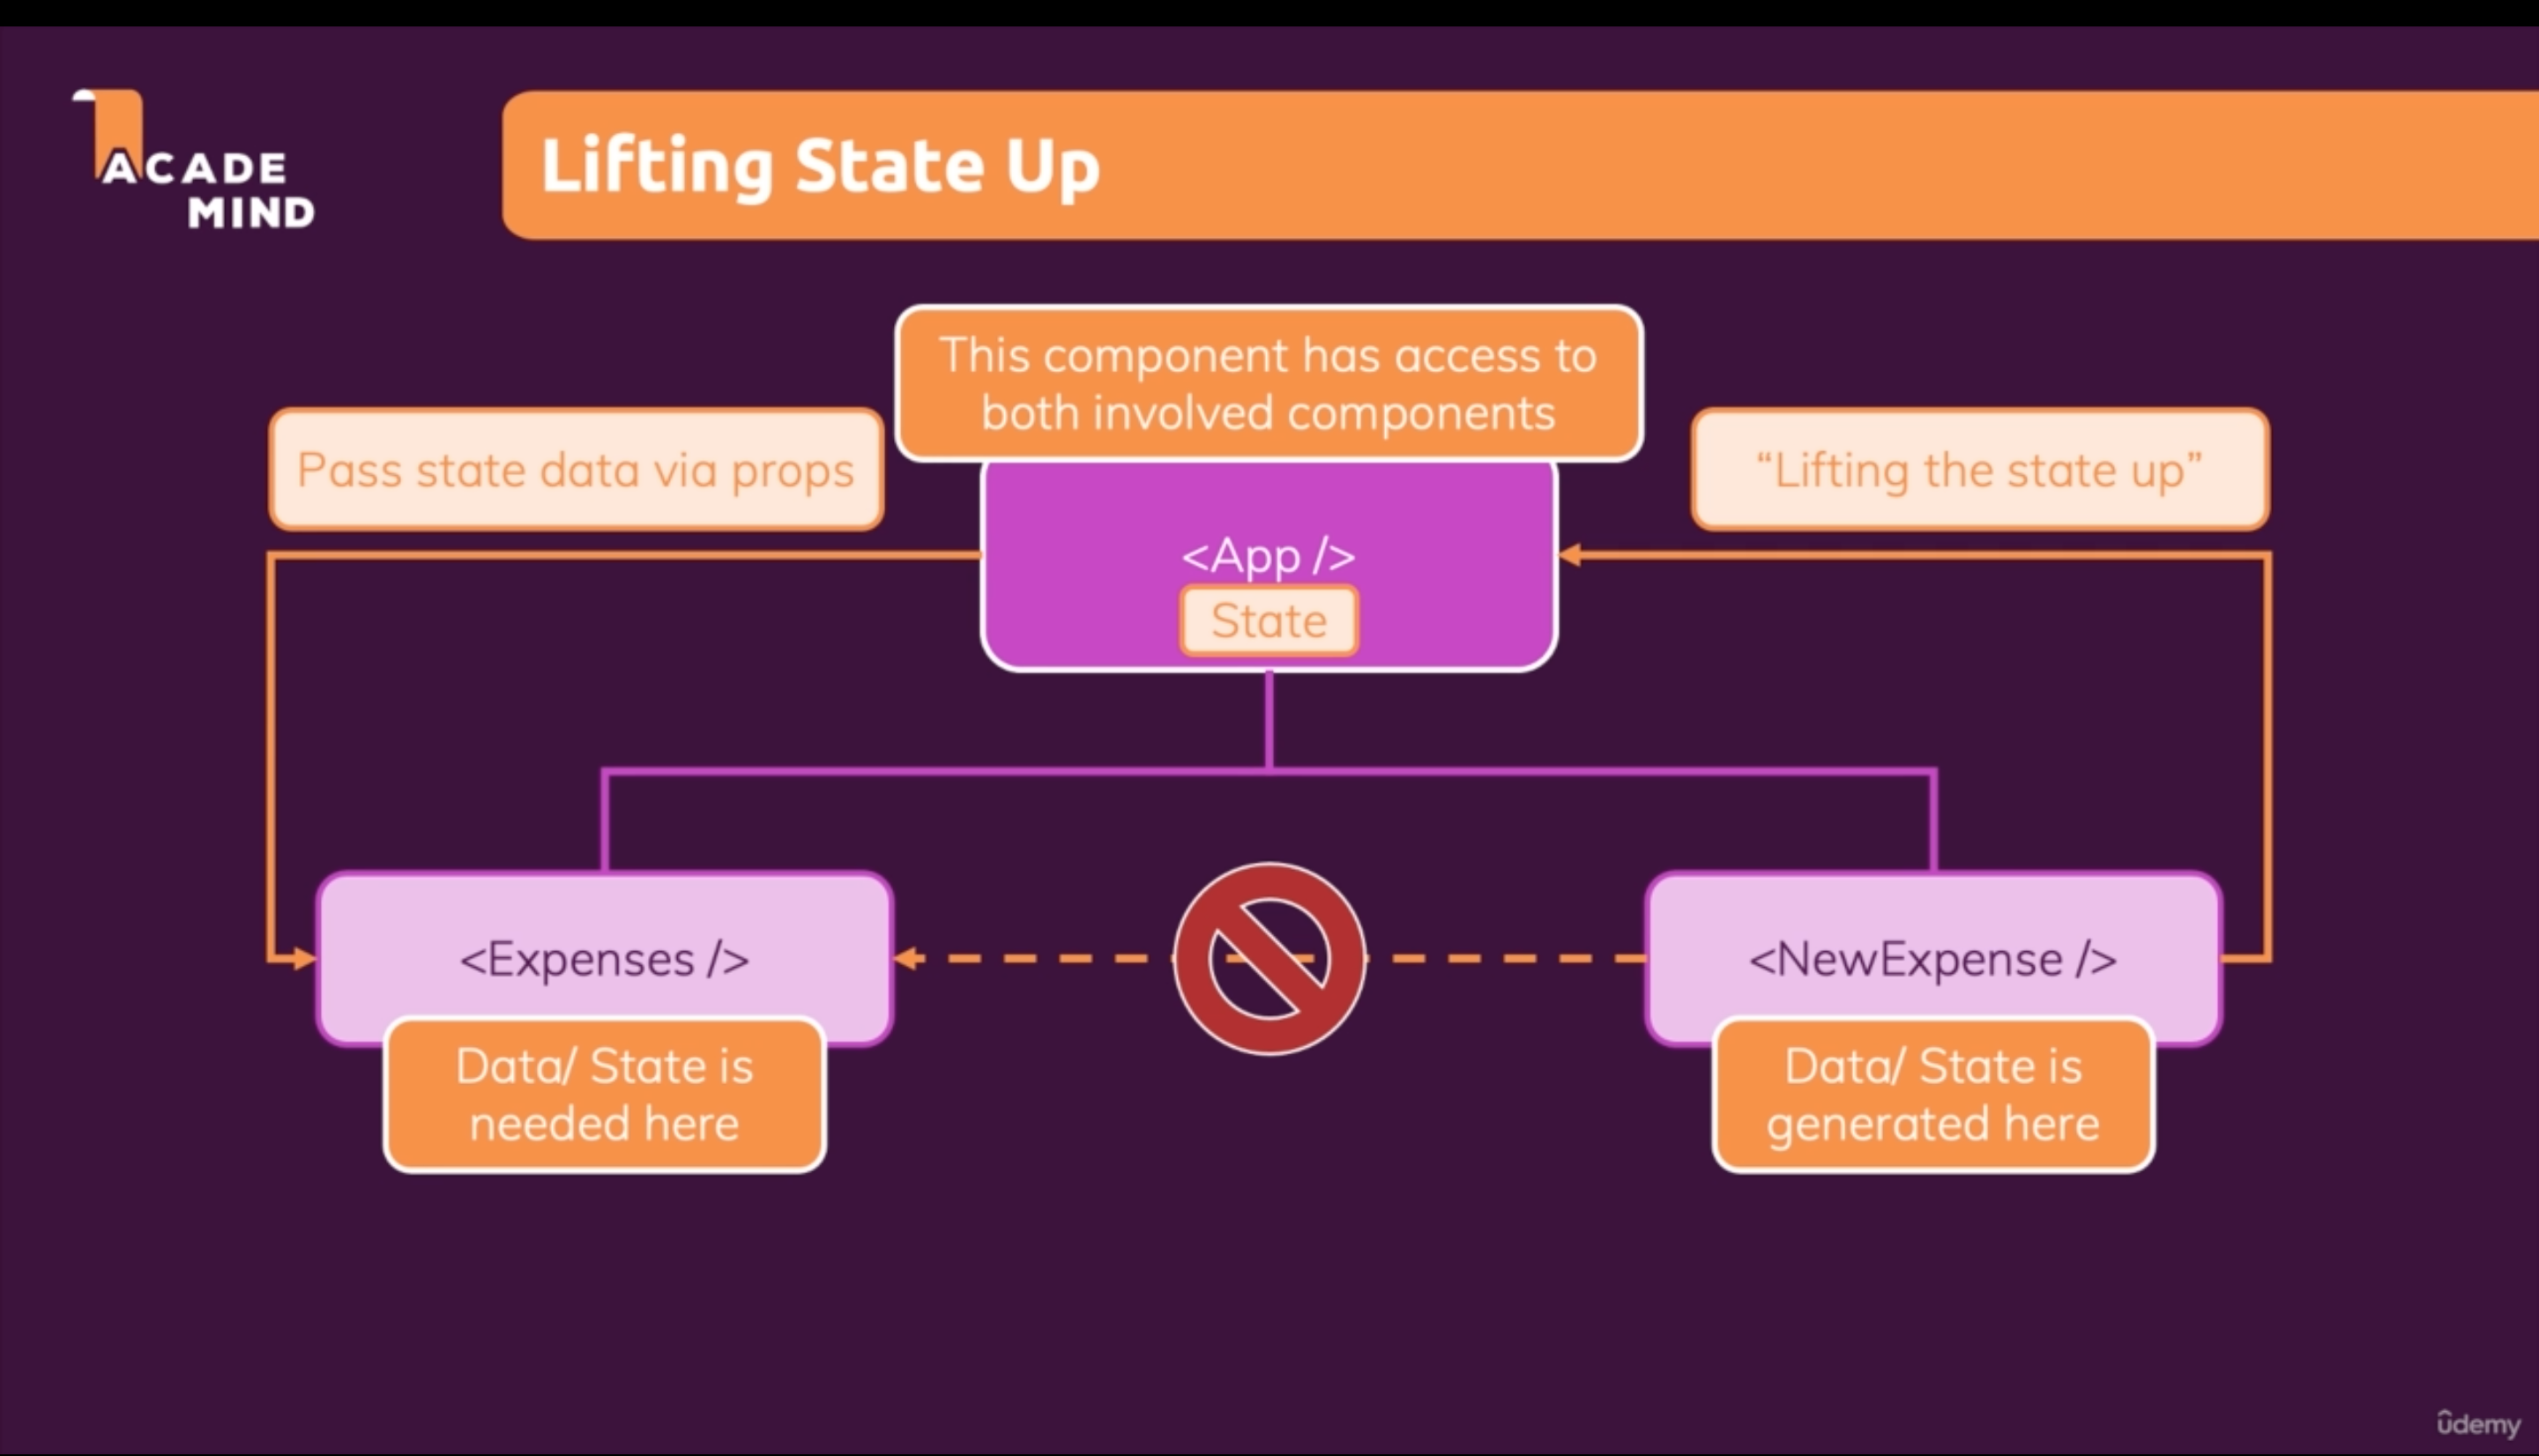 ACADE
MIND
Lifting State Up
This component has access to
both involved components
Pass state data via props
“Lifting the state up”
<App />
State
<Expenses />
<NewExpense />
Data/ State is
needed here
Data/ State is
generated here
ûdemy